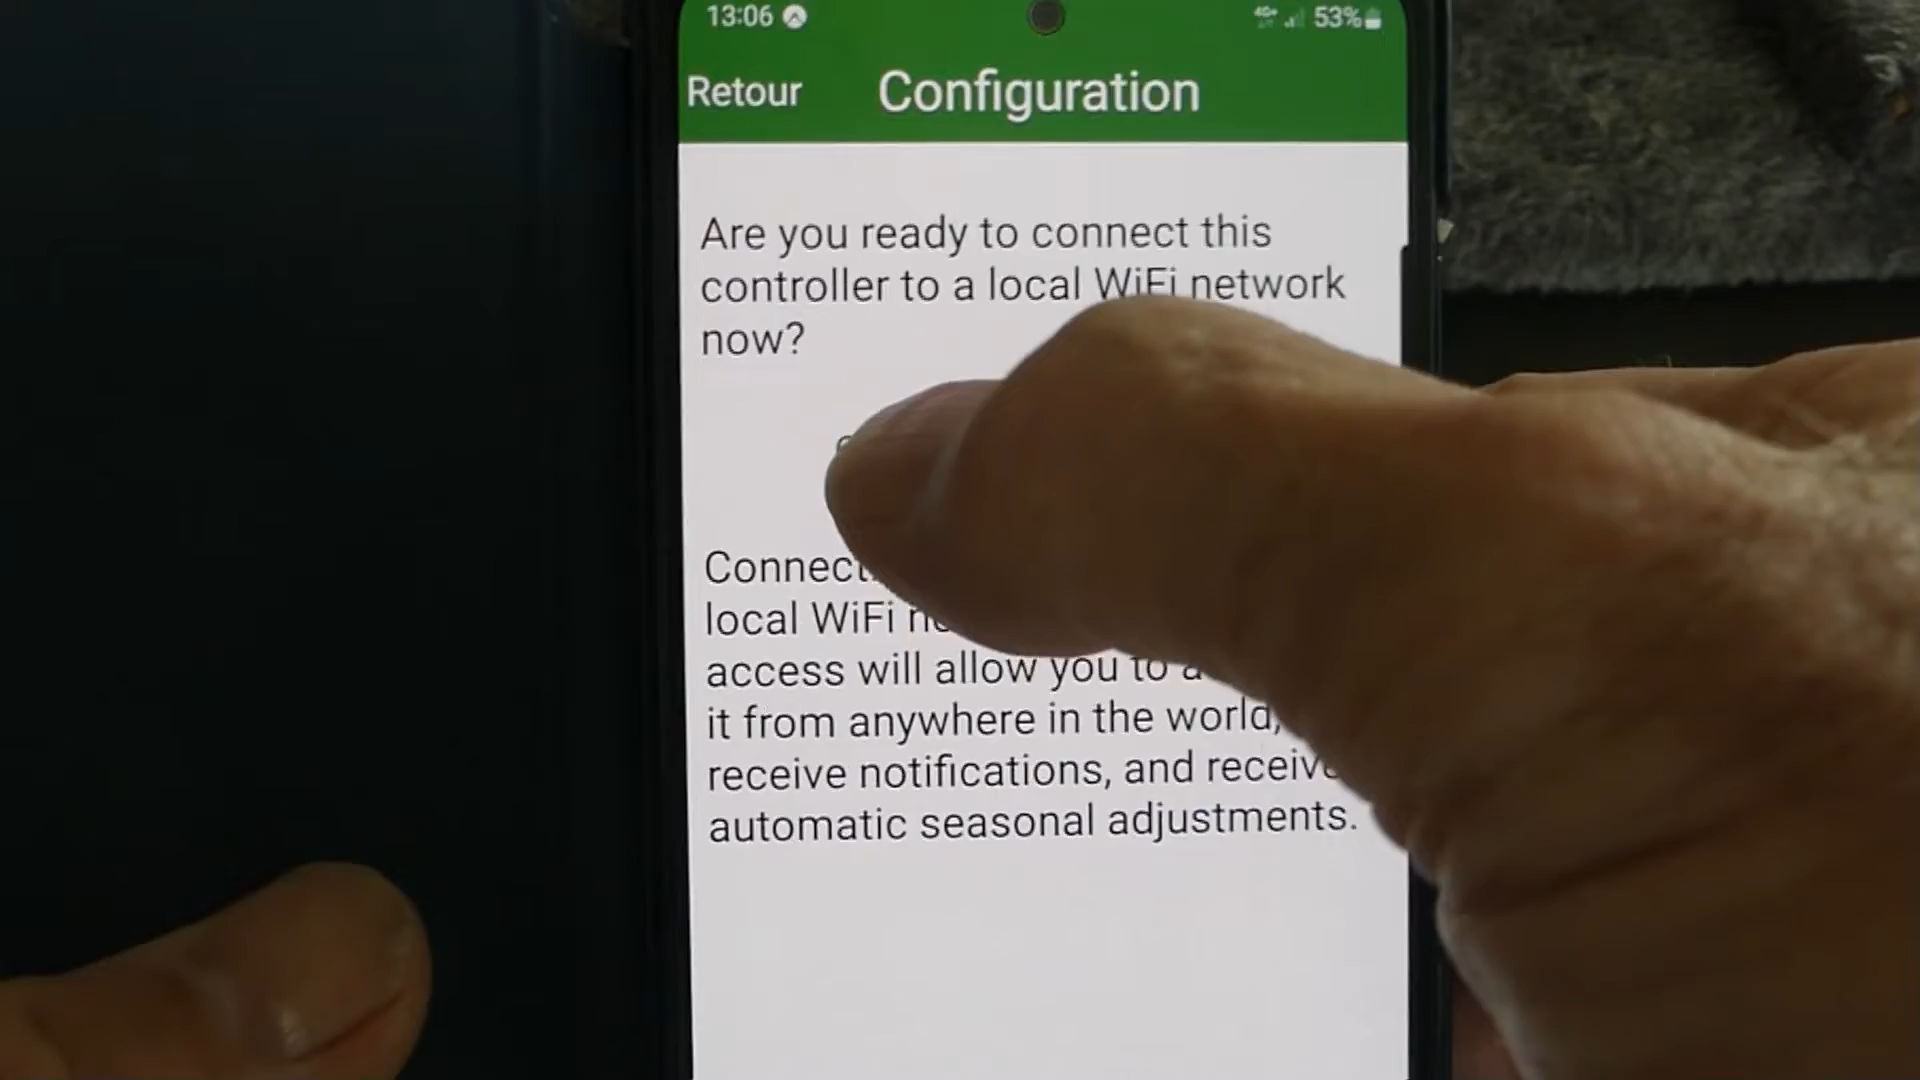 13:06 4G+ 53%
Retour Configuration
Are you ready to connect this
controller to a local WiFi network
now?
local WiFi
access will allow you to
it from anywhere in the world,
receive notifications, and receive
automatic seasonal adjustments.